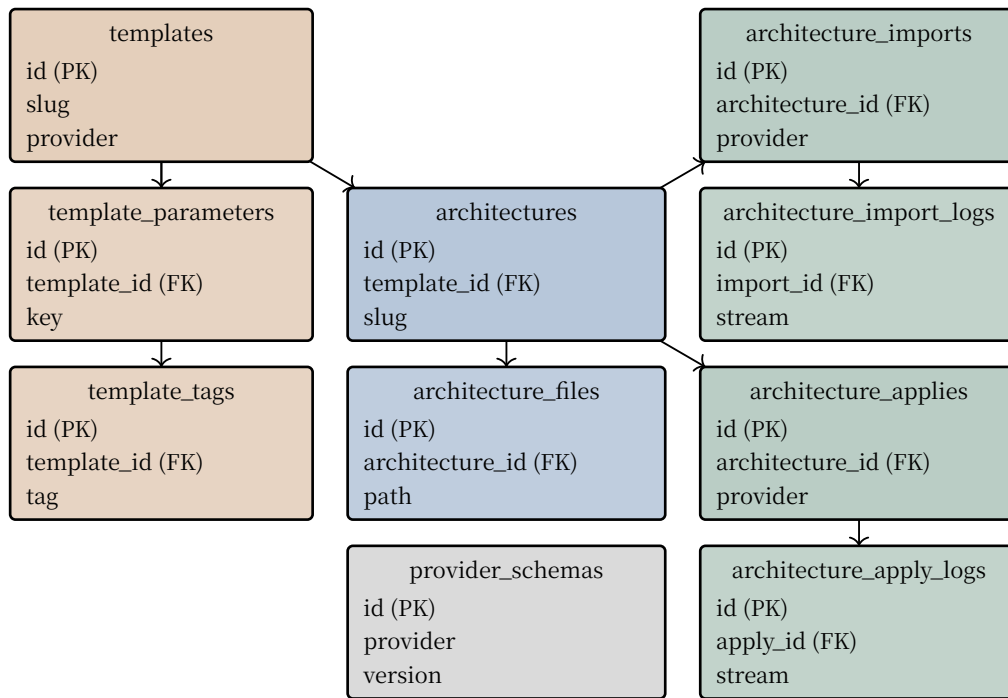 templates
id (PK)
slug
provider
template_parameters
id (PK)
template_id (FK)
key
template_tags
id (PK)
template_id (FK)
tag
architectures
id (PK)
template_id (FK)
slug
architecture_files
id (PK)
architecture_id (FK)
path
provider_schemas
id (PK)
provider
version
architecture_imports
id (PK)
architecture_id (FK)
provider
architecture_import_logs
id (PK)
import_id (FK)
stream
architecture_applies
id (PK)
architecture_id (FK)
provider
architecture_apply_logs
id (PK)
apply_id (FK)
stream